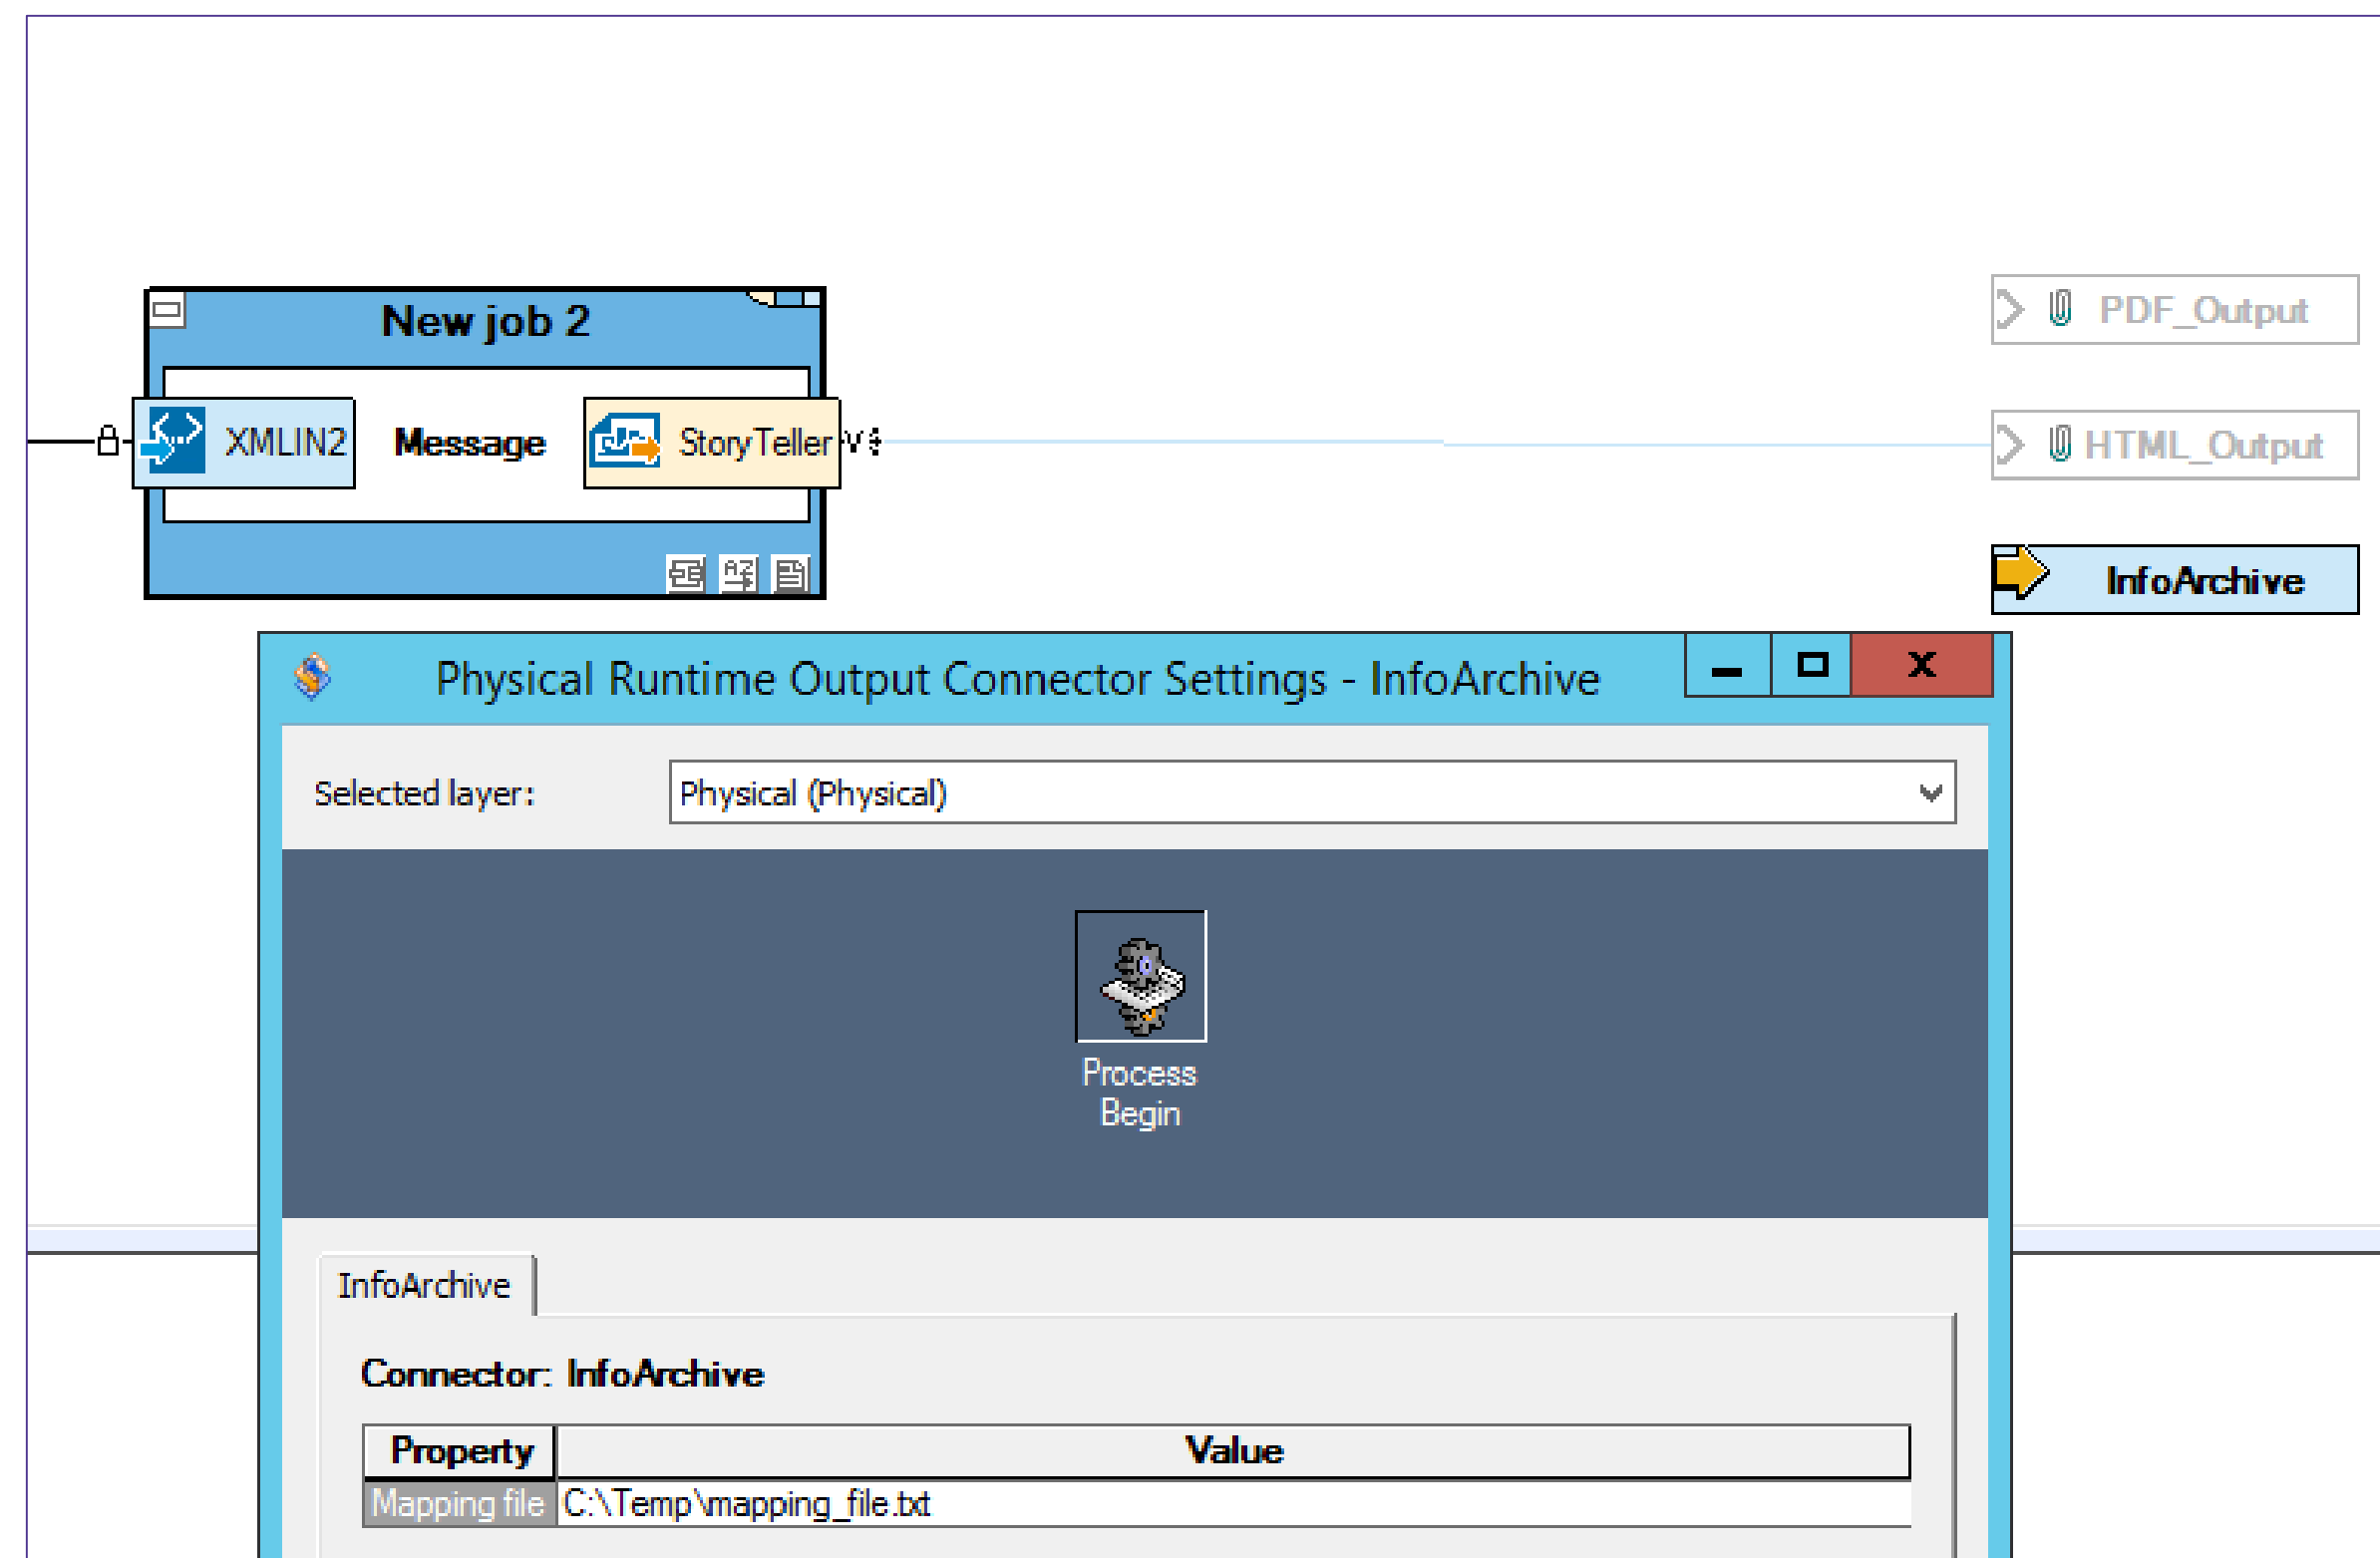 New job 2
XMLIN2 Message StoryTeller
PDF_Output
HTML_Output
InfoArchive
Physical Runtime Output Connector Settings - InfoArchive
Selected layer: Physical (Physical)
Process
Begin
InfoArchive
Connector: InfoArchive
Property Value
Mapping file C:\Temp\mapping_file.txt